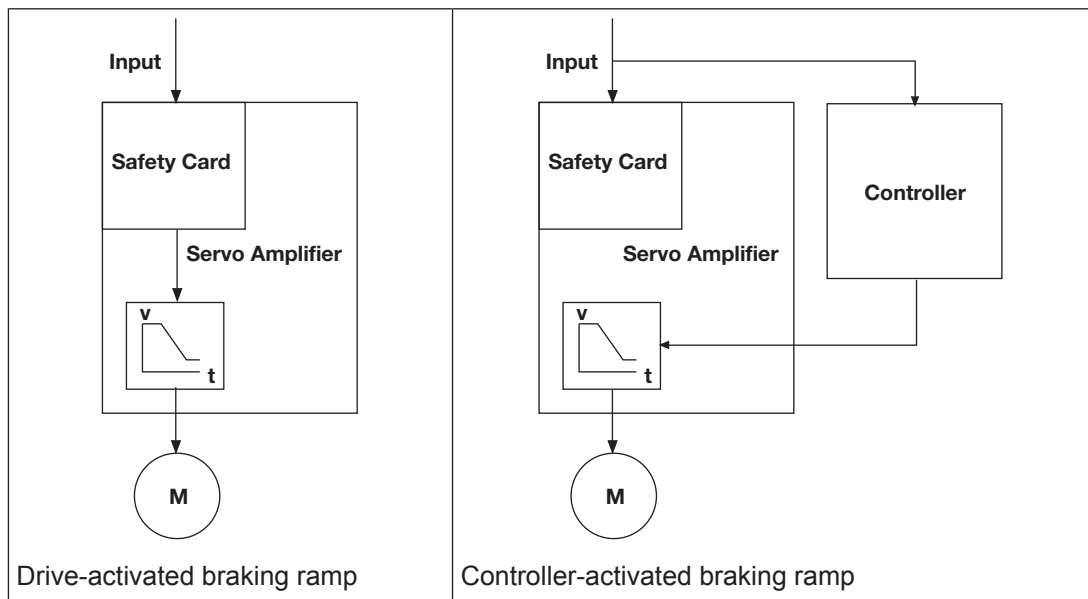 Input
Safety Card
Servo Amplifier
v
t
M
Drive-activated braking ramp
Input
Safety Card
Controller
Servo Amplifier
v
t
M
Controller-activated braking ramp